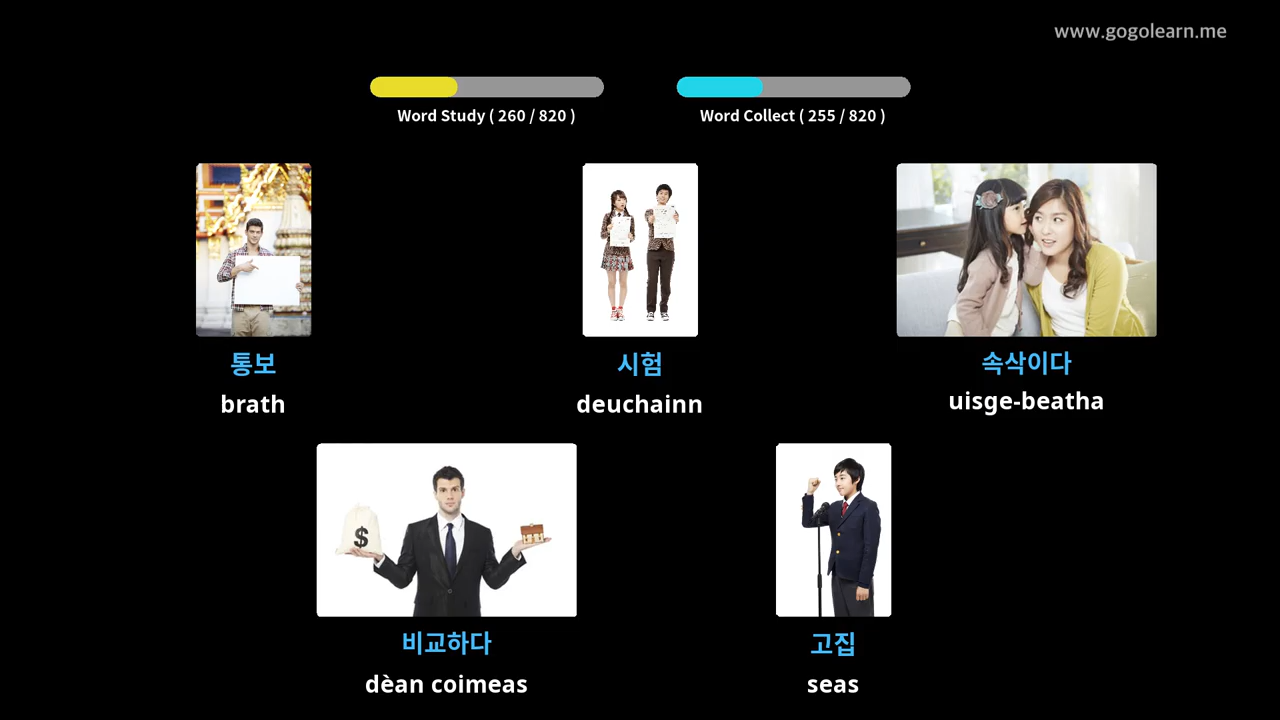 www.gogolearn.me
Word Study ( 260 / 820 )
Word Collect ( 255 / 820 )
통보
brath
시험
deuchainn
속삭이다
uisge-beatha
$
비교하다
dèan coimeas
고집
seas